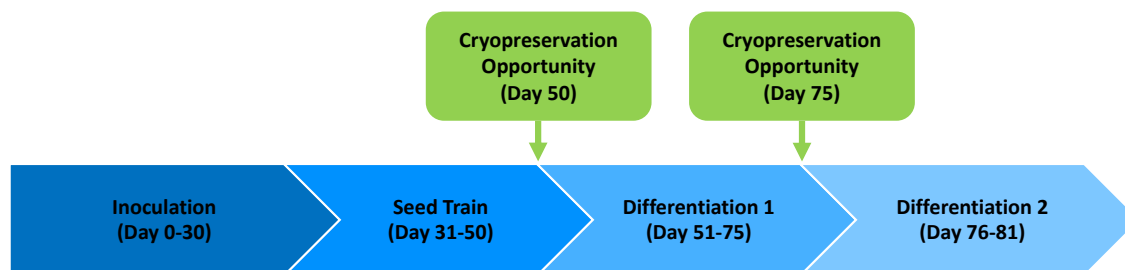 Cryopreservation
Opportunity
(Day 50)
Cryopreservation
Opportunity
(Day 75)
Inoculation
(Day 0-30)
Seed Train
(Day 31-50)
Differentiation 1
(Day 51-75)
Differentiation 2
(Day 76-81)